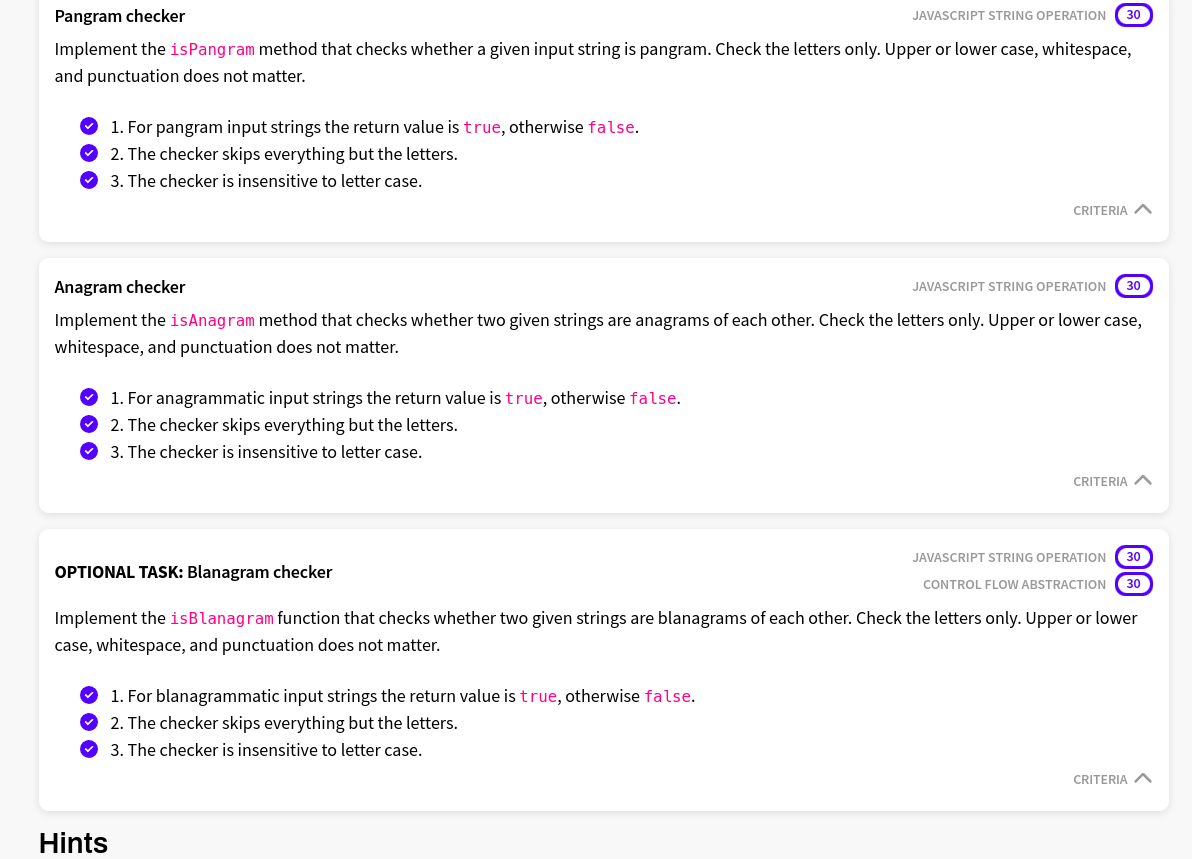 Pangram checker
JAVASCRIPT STRING OPERATION 30
Implement the isPangram method that checks whether a given input string is pangram. Check the letters only. Upper or lower case, whitespace,
and punctuation does not matter.
1. For pangram input strings the return value is true, otherwise false.
2. The checker skips everything but the letters.
3. The checker is insensitive to letter case.
CRITERIA
Anagram checker
JAVASCRIPT STRING OPERATION 30
Implement the isAnagram method that checks whether two given strings are anagrams of each other. Check the letters only. Upper or lower case,
whitespace, and punctuation does not matter.
1. For anagrammatic input strings the return value is true, otherwise false.
2. The checker skips everything but the letters.
3. The checker is insensitive to letter case.
CRITERIA
JAVASCRIPT STRING OPERATION 30
OPTIONAL TASK: Blanagram checker
CONTROL FLOW ABSTRACTION 30
Implement the isBlanagram function that checks whether two given strings are blanagrams of each other. Check the letters only. Upper or lower
case, whitespace, and punctuation does not matter.
1. For blanagrammatic input strings the return value is true, otherwise false.
2. The checker skips everything but the letters.
3. The checker is insensitive to letter case.
CRITERIA
Hints